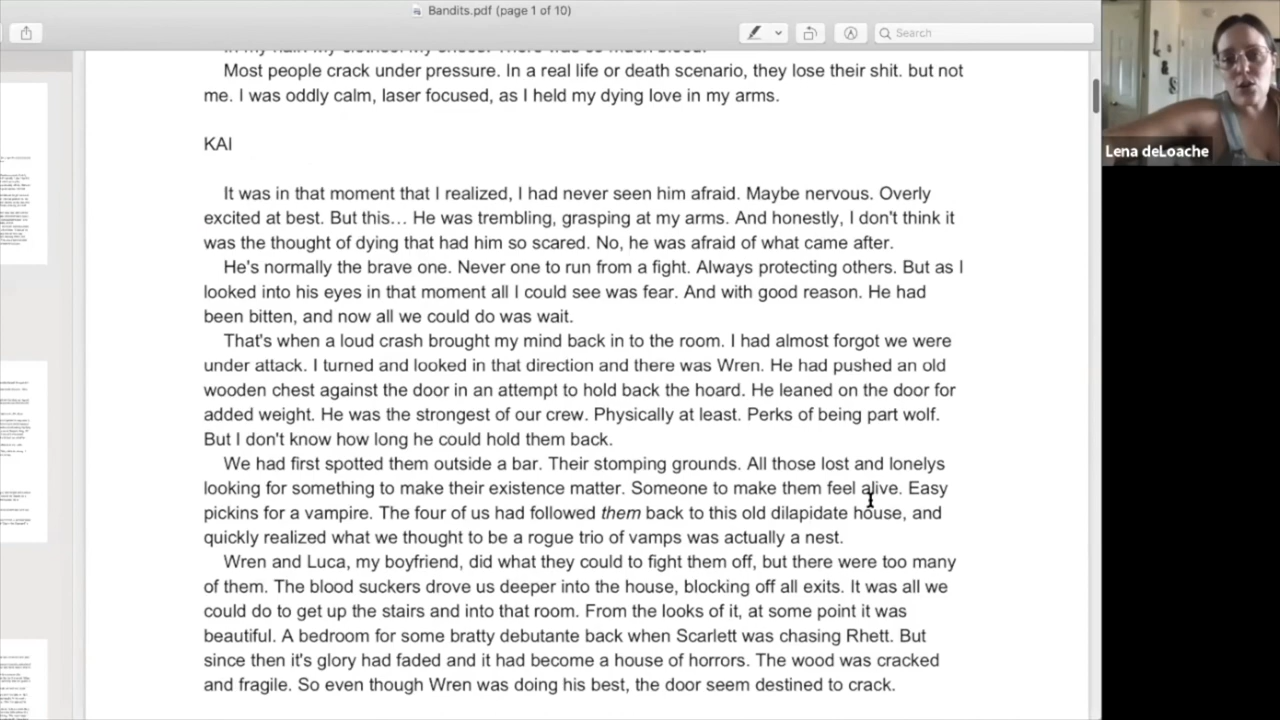 Bandits.pdf (page 1 of 10)
Search
Most people crack under pressure. In a real life or death scenario, they lose their shit. but not
me. I was oddly calm, laser focused, as I held my dying love in my arms.
KAI
It was in that moment that I realized, I had never seen him afraid. Maybe nervous, overly
excited at best. But this... He was trembling, grasping at my arms. And honestly, I don't think it
was the thought of dying that had him so scared. No, he was afraid of what came after.
He's normally the brave one. Never one to run from a fight. Always protecting others. But as I
looked into his eyes in that moment all I could see was fear. And with good reason. He had
been bitten, and now all we could do was wait.
That's when a loud crash brought my mind back in to the room. I had almost forgot we were
under attack. I turned and looked in that direction and there was Wren. He had pushed an old
wooden chest against the door in an attempt to hold back the hard. He leaned on the door for
added weight. He was the strongest of our crew. Physically at least. Perks of being part wolf.
But I don't know how long he could hold them back.
We had first spotted them ouside a bar. Their stomping grounds. All those lost and lonelys
looking for something to make their existence matter. Someone to make them feel alive. Easy
pickins for a vampire. The four of us had followed them back to this old dilapidate house, and
quickly realized what we thought to be a rogue trio of vamps was actually a nest.
Wren and Luca, my boyfriend, did what they could to fight them off, but there were too many
of them. The blood suckers drove us deeper into the house, blocking off all exits. It was all we
could do to get up the stairs and into that room. From the looks of it, at some point it was
beautiful. A bedroom for some bratty debutante back when Scarlett was chasing Rhett. But
since then it's glory had faded and it had become a house of horrors. The wood was cracked
and fragile. So even though Wren was doing his best, the door am destined to crack.
Lena deLoache